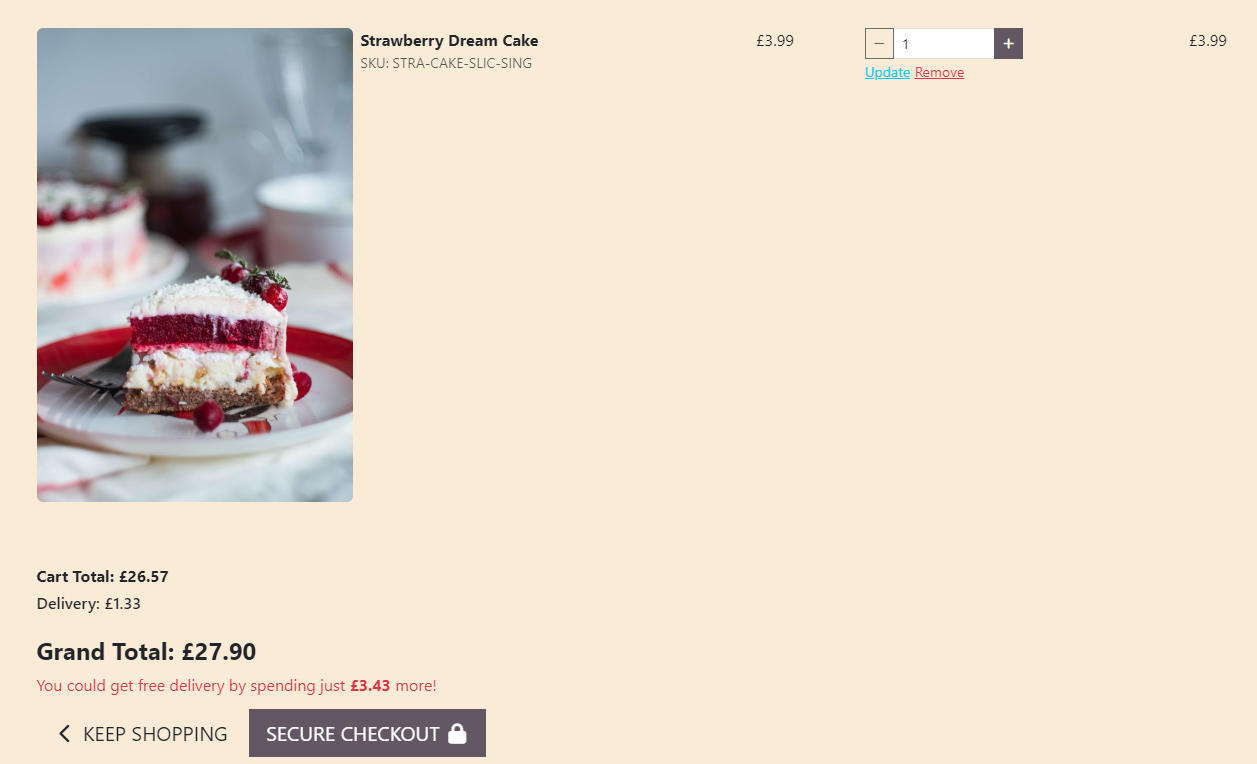 Strawberry Dream Cake £3.99 − 1 + £3.99
SKU: STRA-CAKE-SLIC-SING
Update Remove
Cart Total: £26.57
Delivery: £1.33
Grand Total: £27.90
You could get free delivery by spending just £3.43 more!
KEEP SHOPPING SECURE CHECKOUT